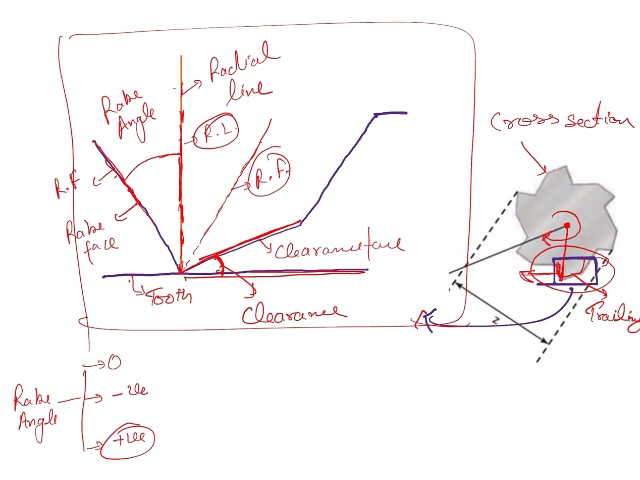 Radial
line
Rake
Angle
R.L.
R.F
R.F.
Rake
face
Clearance face
Tooth
Clearance
Cross section
Trailing
z
Rake
Angle
0
-ve
+ve